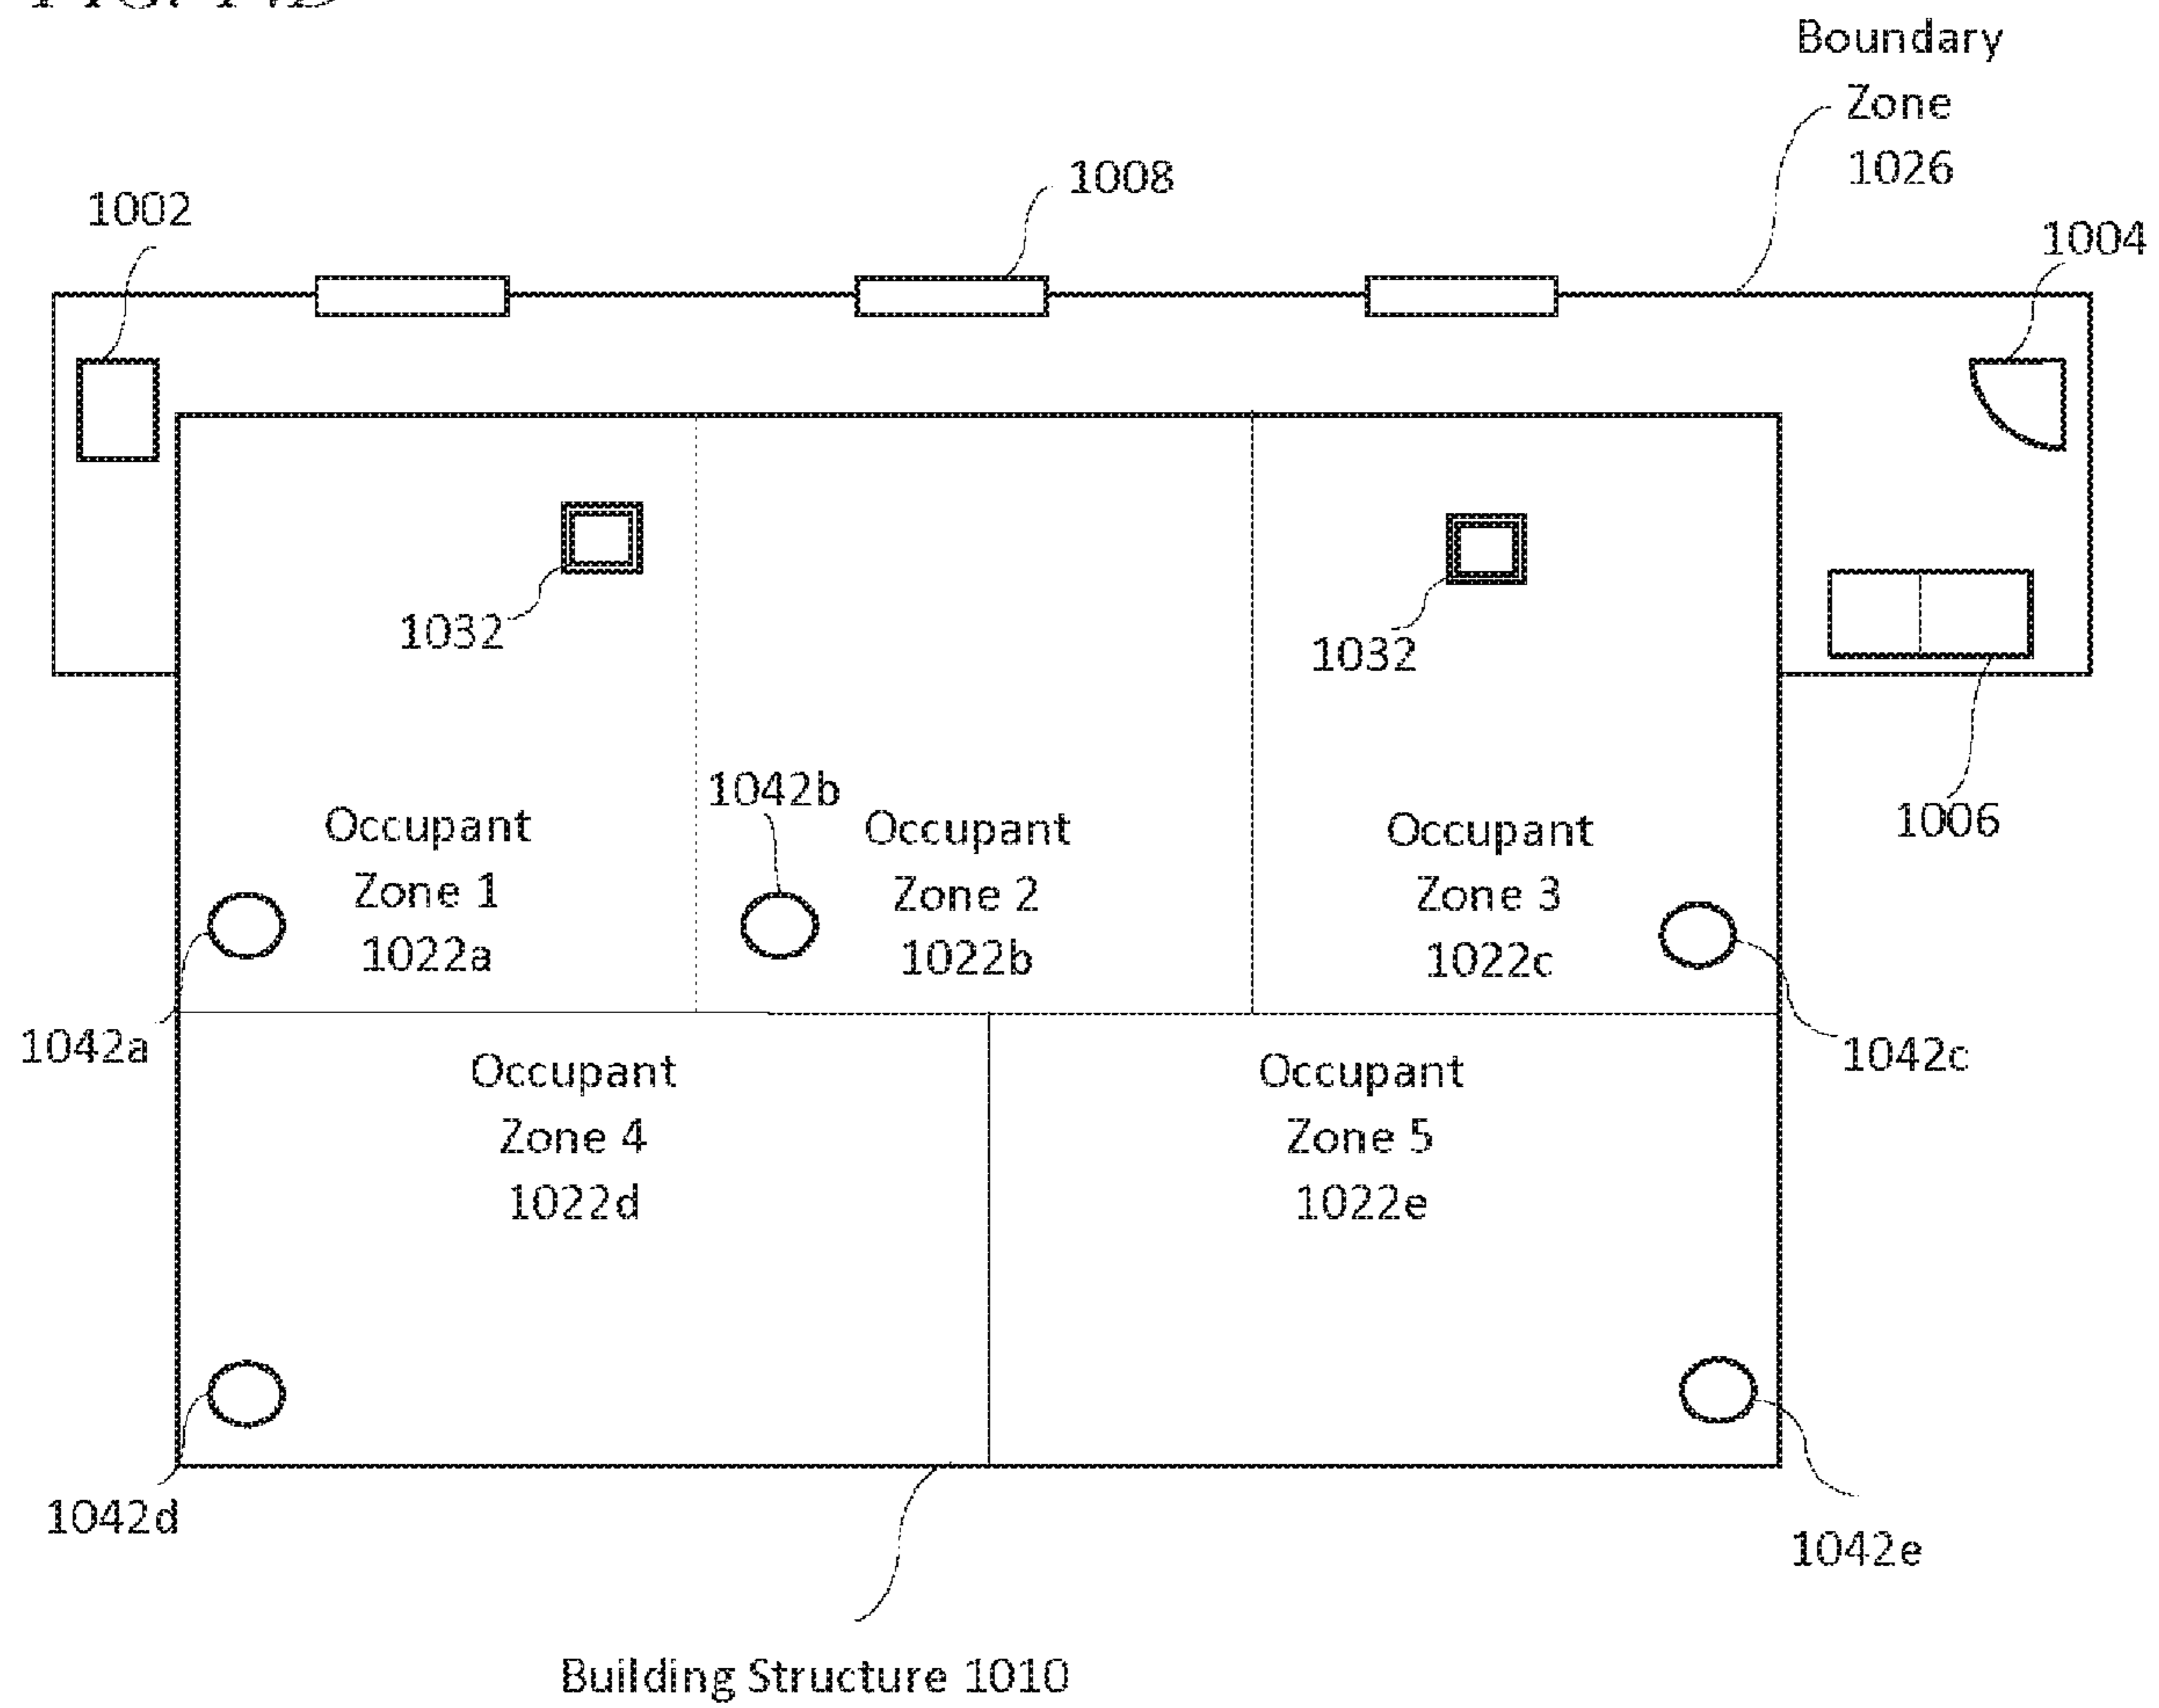 Boundary
Zone
1026
1008
1002
1004
1032
1032
1042b
1006
Occupant
Zone 1
1022a
Occupant
Zone 2
1022b
Occupant
Zone 3
1022c
1042a
1042c
Occupant
Zone 4
1022d
Occupant
Zone 5
1022e
1042d
1042e
Building Structure 1010